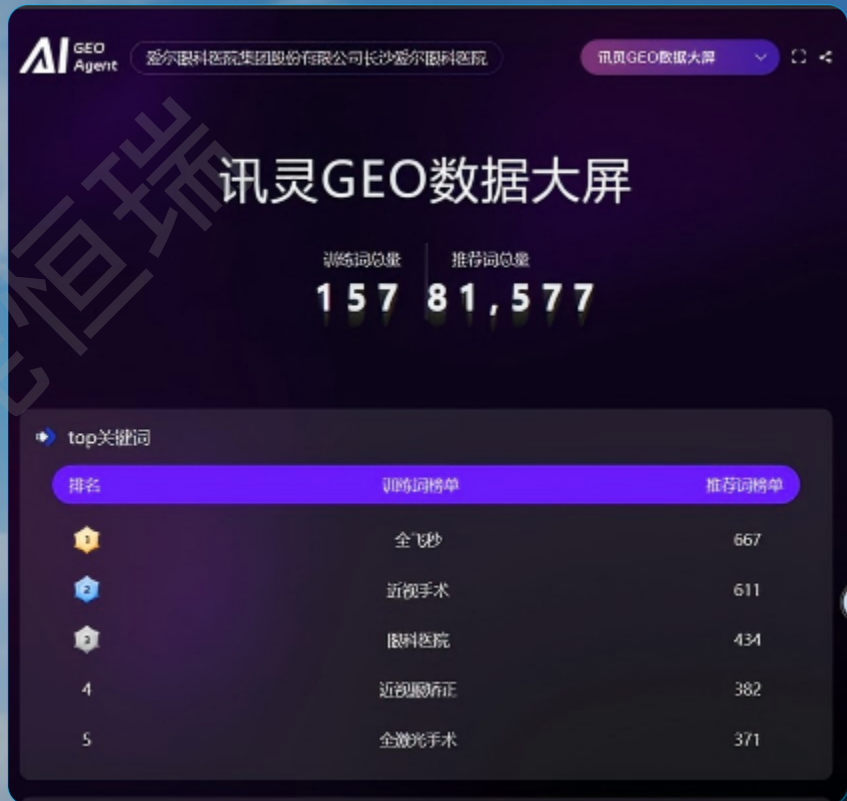 AI GEO Agent
爱尔眼科医院集团股份有限公司长沙爱尔眼科医院
讯灵GEO数据大屏
讯灵GEO数据大屏
训练词总量 推荐词总量
157 81,577
top关键词
排名 训练词榜单 推荐词榜单
1 全飞秒 667
2 近视手术 611
3 眼科医院 434
4 近视眼矫正 382
5 全激光手术 371
恒瑞